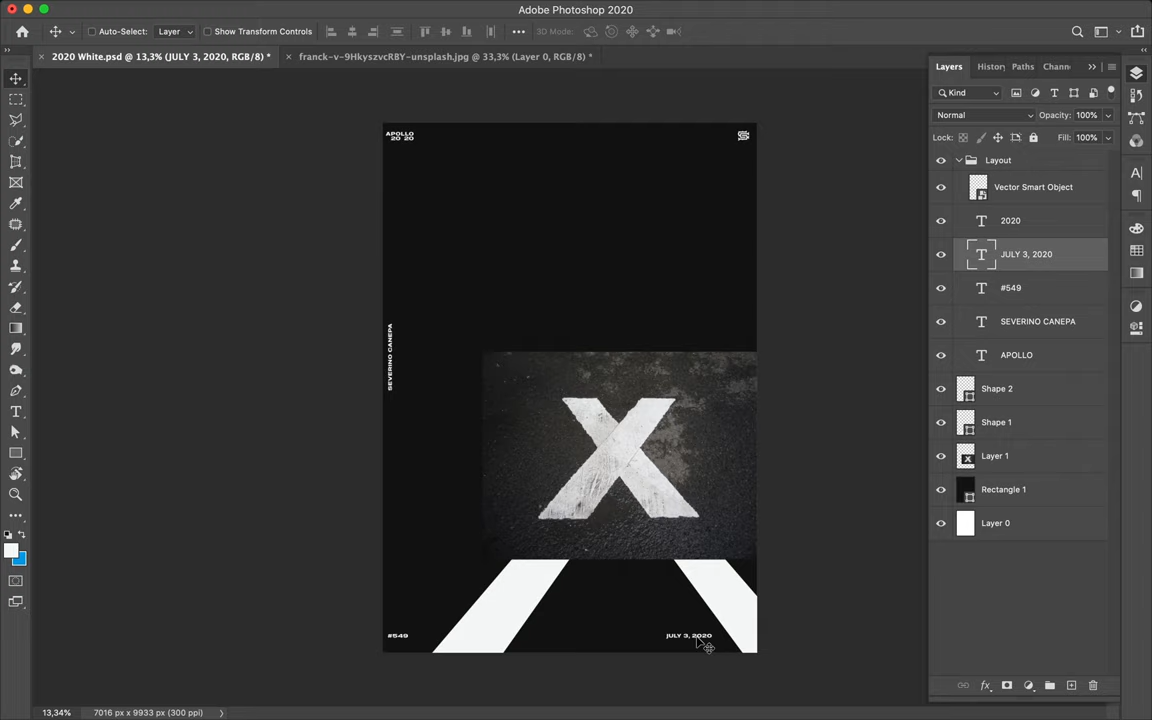 Adobe Photoshop 2020
Auto-Select:
Layer
Show Transform Controls
3D Mode:
2020 White.psd @ 13,3% (JULY 3, 2020, RGB/8) *
franck-v-9HkyszvcRBY-unsplash.jpg @ 33,3% (Layer 0, RGB/8) *
Layers
History
Paths
Chann
Kind
Normal
Opacity: 100%
Lock:
Fill: 100%
Layout
Vector Smart Object
2020
JULY 3, 2020
#549
SEVERINO CANEPA
APOLLO
Shape 2
Shape 1
Layer 1
Rectangle 1
Layer 0
APOLLO
20 20
SEVERINO CANEPA
X
#549
JULY 3, 2020
13,34%
7016 px x 9933 px (300 ppi)